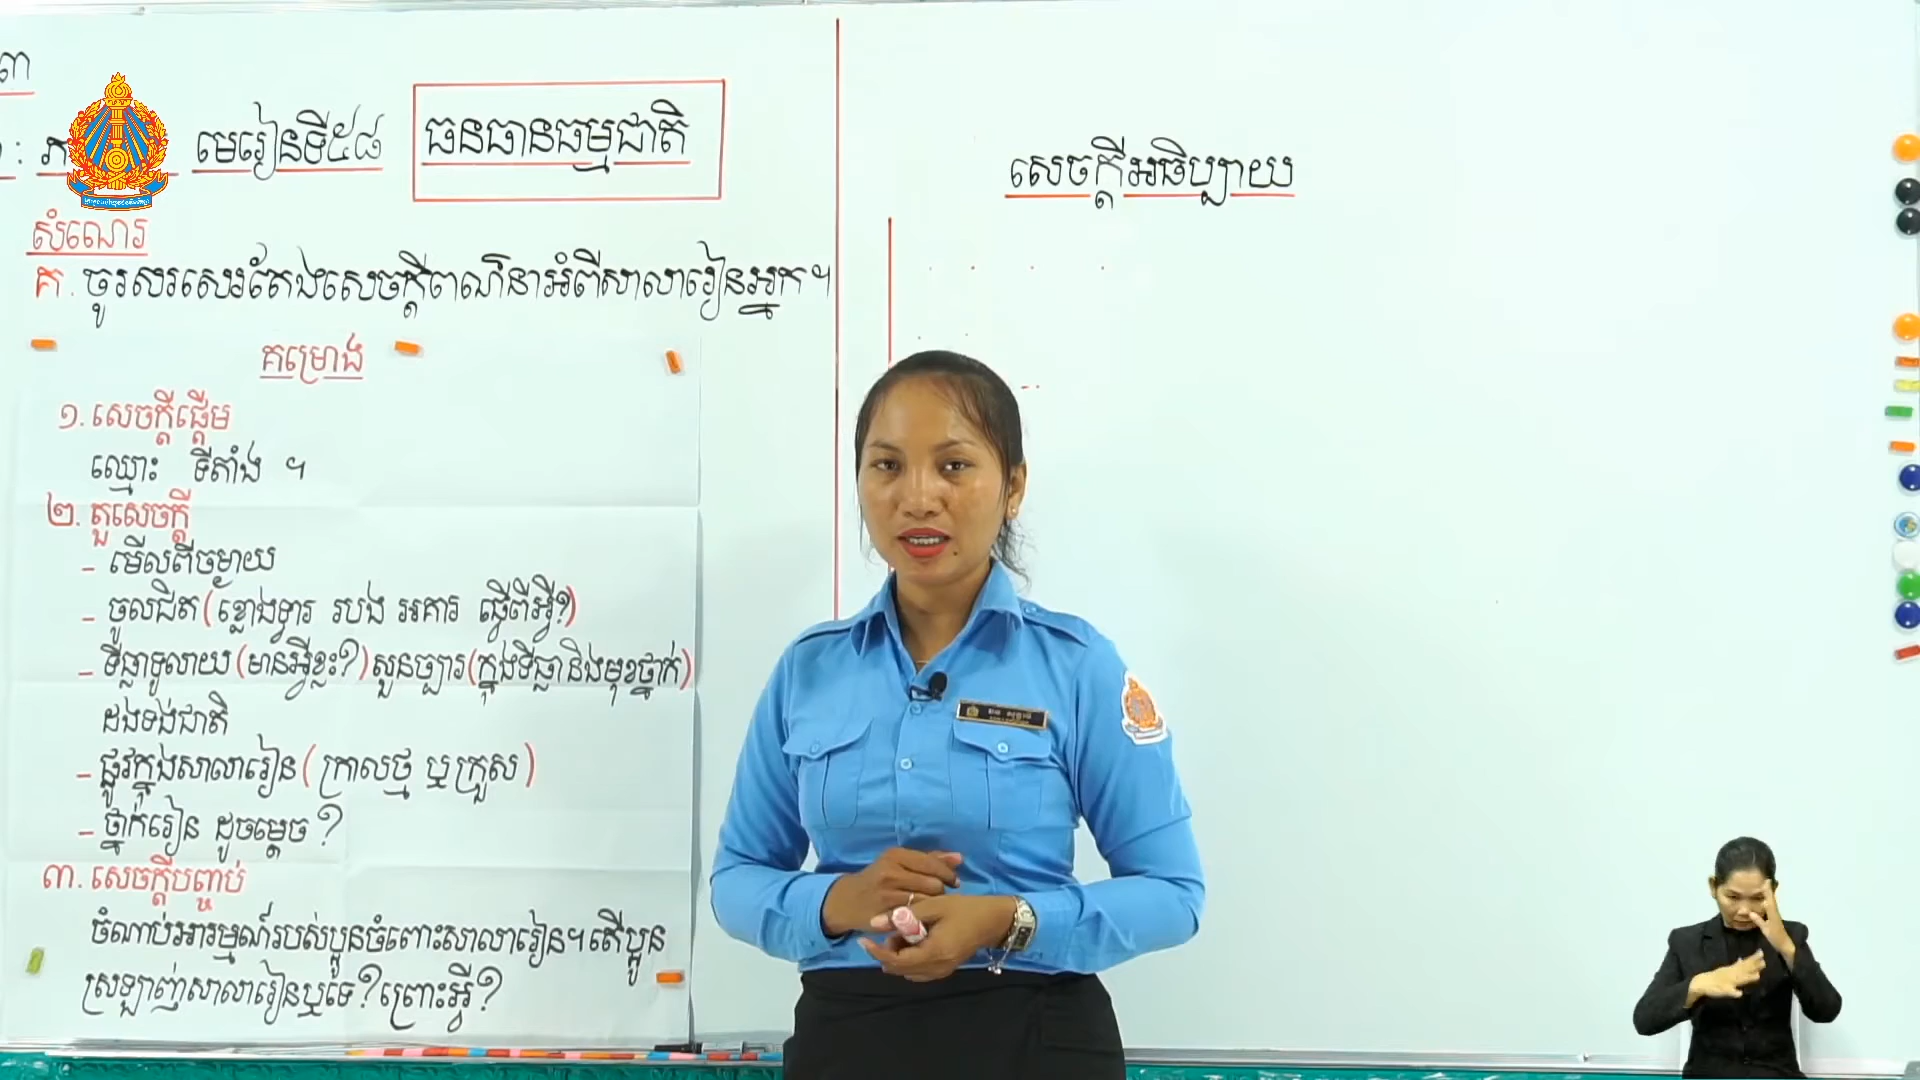 មេរៀនទី៥៨
ធនធានធម្មជាតិ
សំណេរ
គ. ចូរសរសេរតែងសេចក្ដីពណ៌នាអំពីសាលារៀនអ្នក។
គម្រោង
១. សេចក្ដីផ្ដើម
ឈ្មោះ ទីតាំង ។
២. តួសេចក្ដី
- មើលពីចម្ងាយ
- ចូលជិត (ខ្លោងទ្វារ របង អគារ ធ្វើពីអ្វី?)
- ទីធ្លាទូលាយ (មានអ្វីខ្លះ?) សួនច្បារ (ក្នុងទីធ្លានិងមុខថ្នាក់)
ដងទង់ជាតិ
- ផ្លូវក្នុងសាលារៀន (ក្រាលថ្ម ឬក្រួស)
- ថ្នាក់រៀន ដូចម្ដេច?
៣. សេចក្ដីបញ្ចប់
ចំណាប់អារម្មណ៍របស់ប្អូនចំពោះសាលារៀន។ តើប្អូន
ស្រឡាញ់សាលារៀនឬទេ? ព្រោះអ្វី?
សេចក្ដីអធិប្បាយ